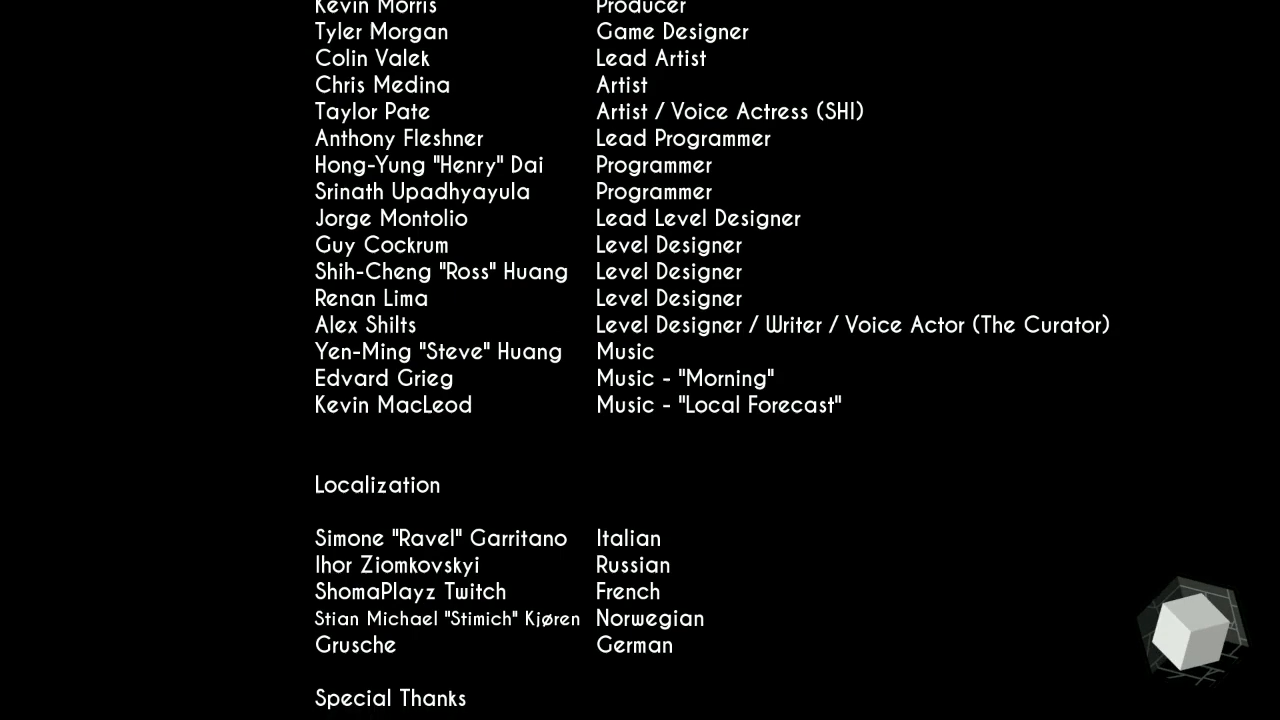 Kevin Morris Producer
Tyler Morgan Game Designer
Colin Valek Lead Artist
Chris Medina Artist
Taylor Pate Artist / Voice Actress (SHI)
Anthony Fleshner Lead Programmer
Hong-Yung "Henry" Dai Programmer
Srinath Upadhyayula Programmer
Jorge Montolio Lead Level Designer
Guy Cockrum Level Designer
Shih-Cheng "Ross" Huang Level Designer
Renan Lima Level Designer
Alex Shilts Level Designer / Writer / Voice Actor (The Curator)
Yen-Ming "Steve" Huang Music
Edvard Grieg Music - "Morning"
Kevin MacLeod Music - "Local Forecast"
Localization
Simone "Ravel" Garritano Italian
Ihor Ziomkovskyi Russian
ShomaPlayz Twitch French
Stian Michael "Stimich" Kjøren Norwegian
Grusche German
Special Thanks